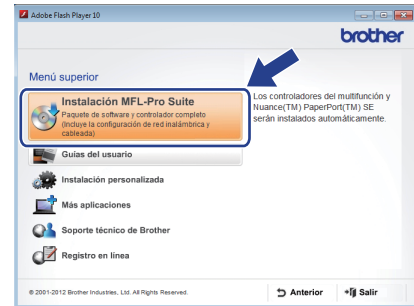 Adobe Flash Player 10
brother
Menú superior
Instalación MFL-Pro Suite
Paquete de software y controlador completo
(Incluye la configuración de red inalámbrica y
cableada)
Los controladores del multifunción y
Nuance(TM) PaperPort(TM) SE
serán instalados automáticamente.
Guías del usuario
Instalación personalizada
Más aplicaciones
Soporte técnico de Brother
Registro en línea
© 2001-2012 Brother Industries, Ltd. All Rights Reserved.
Anterior
Salir